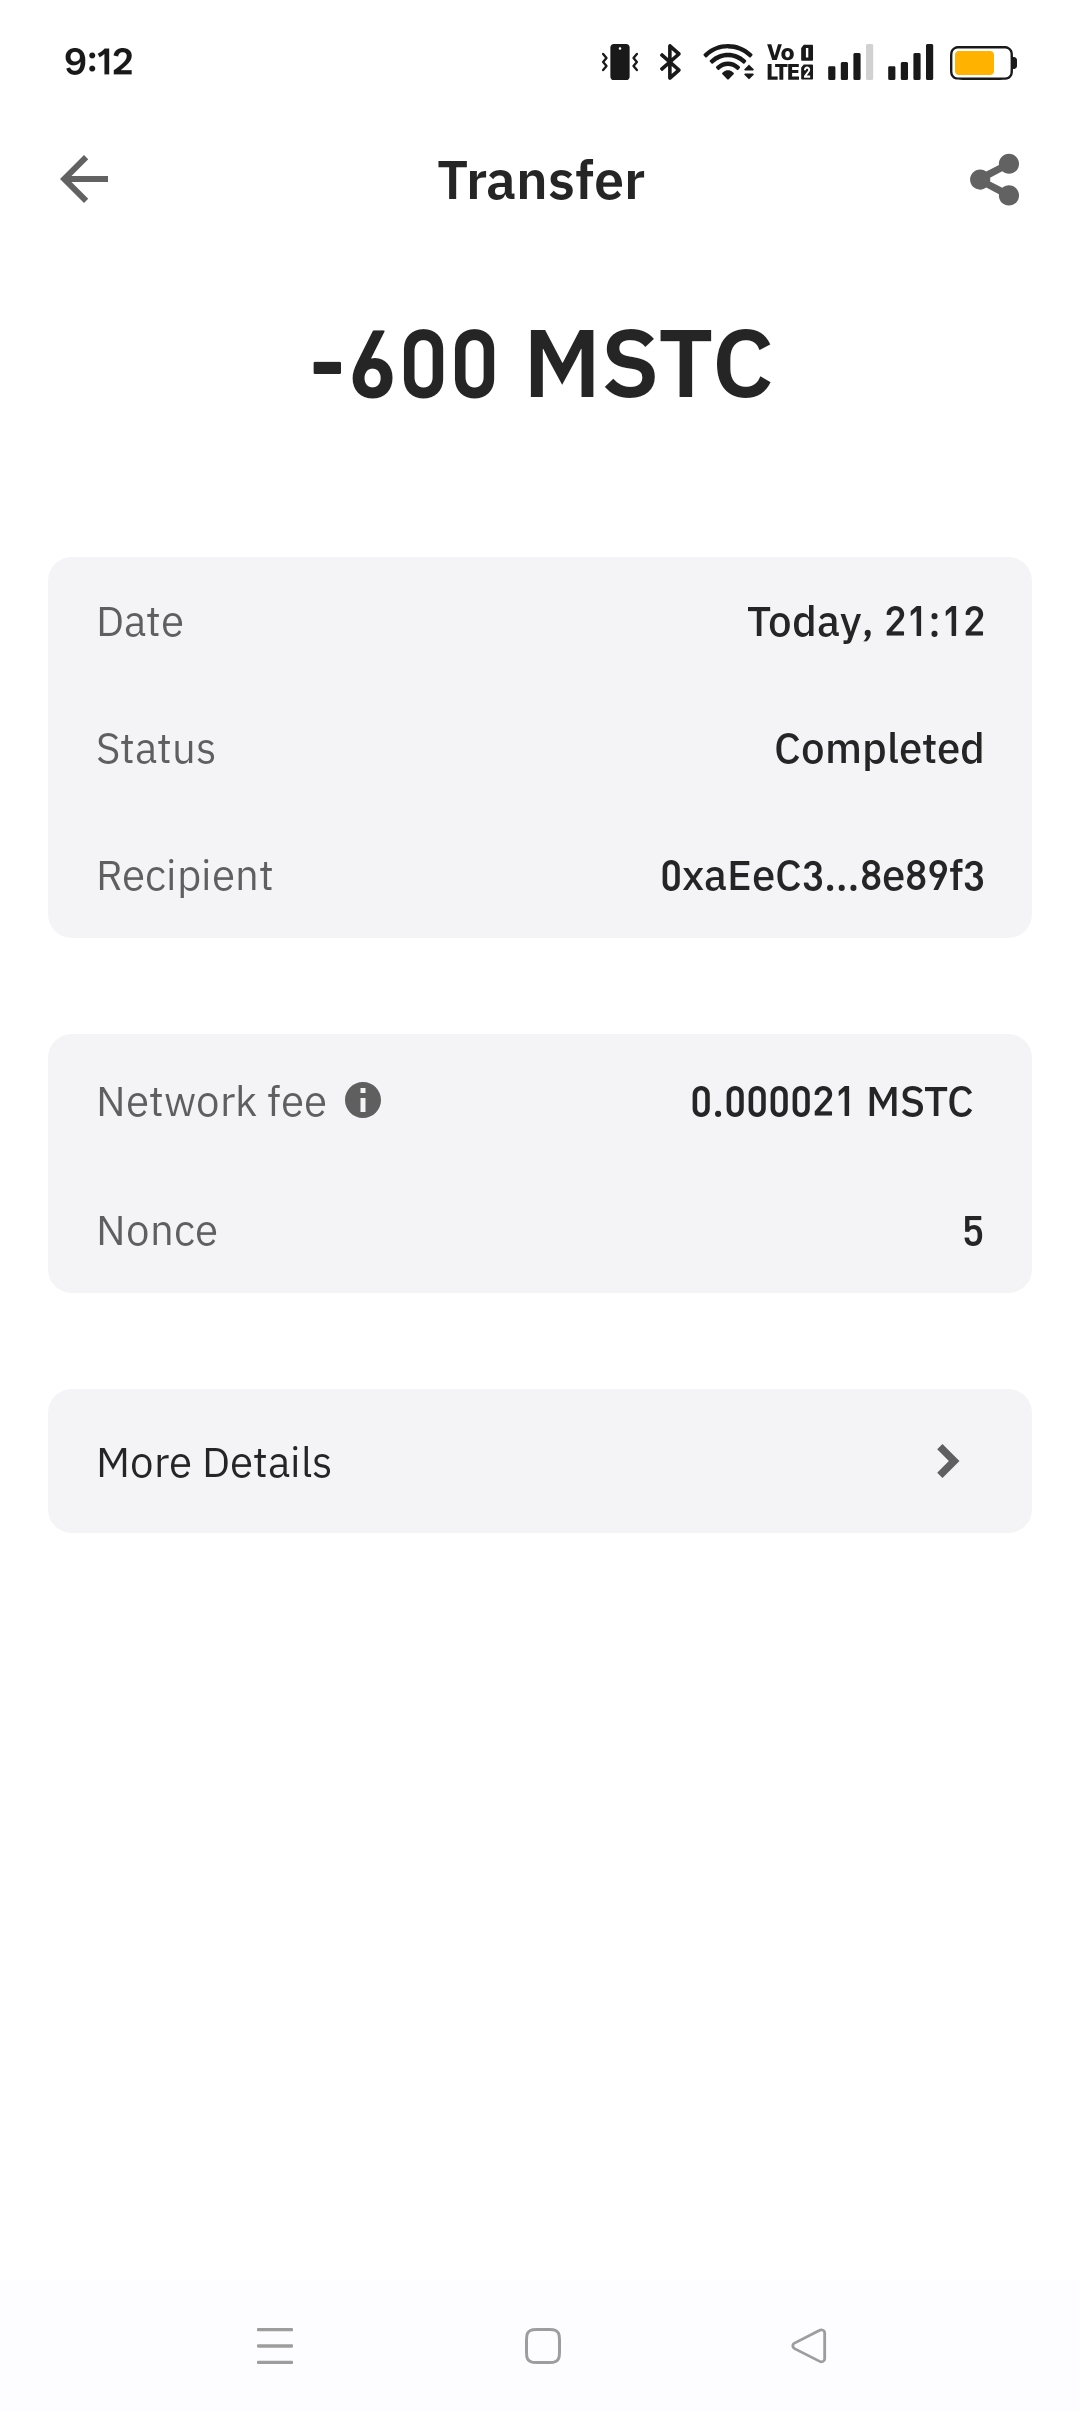 9:12
Vo 1
LTE 2
Transfer
-600 MSTC
Date Today, 21:12
Status Completed
Recipient 0xaEeC3...8e89f3
Network fee 0.000021 MSTC
Nonce 5
More Details